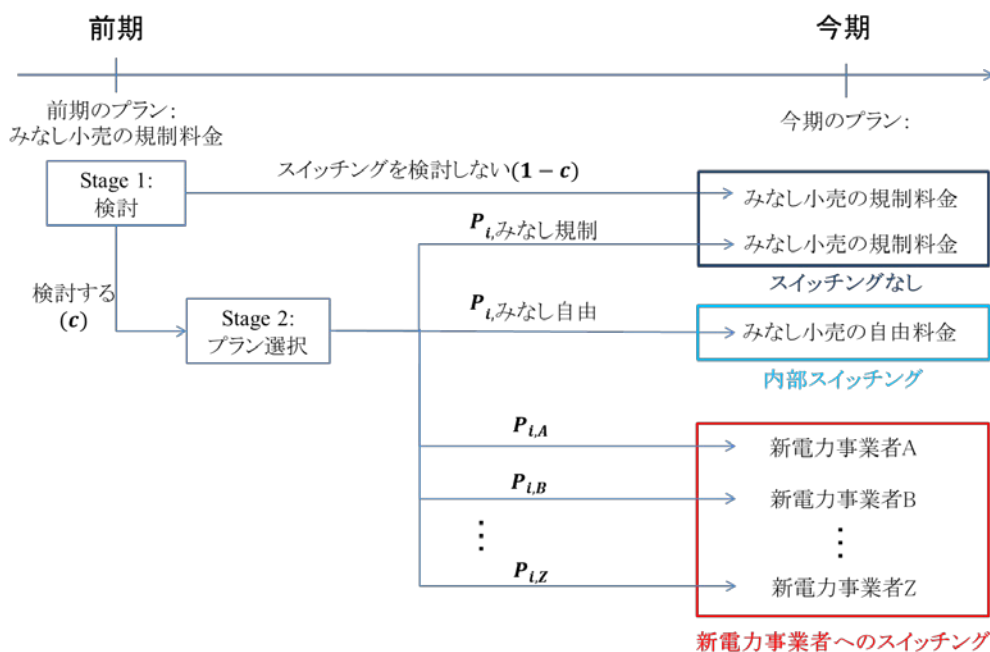 前期
今期
前期のプラン:
みなし小売の規制料金
今期のプラン:
Stage 1:
検討
スイッチングを検討しない(1 − c)
みなし小売の規制料金
P_{i,みなし規制}
みなし小売の規制料金
スイッチングなし
検討する
(c)
Stage 2:
プラン選択
P_{i,みなし自由}
みなし小売の自由料金
内部スイッチング
P_{i,A}
新電力事業者A
P_{i,B}
新電力事業者B
⋮
⋮
P_{i,Z}
新電力事業者Z
新電力事業者へのスイッチング